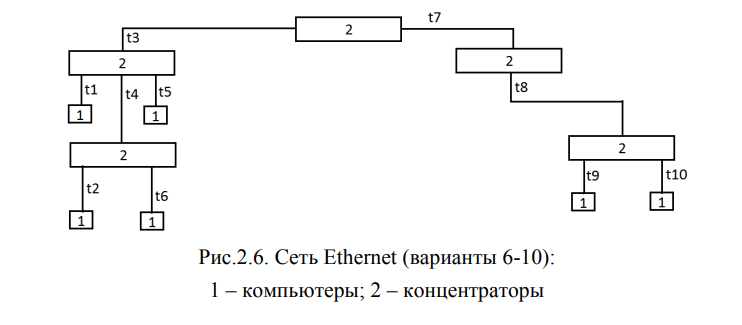 t7
2
t3
2
2
t1
t4
t5
t8
1
1
2
2
t2
t6
t9
t10
1
1
1
1
Рис.2.6. Сеть Ethernet (варианты 6-10):
1 – компьютеры; 2 – концентраторы